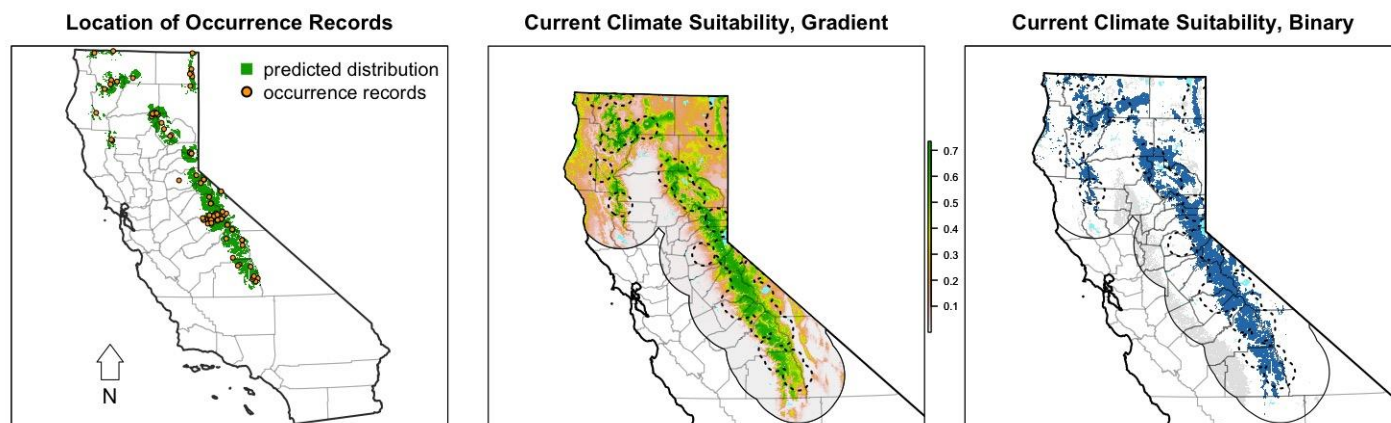 Location of Occurrence Records
Current Climate Suitability, Gradient
Current Climate Suitability, Binary
predicted distribution
occurrence records
N
0.7
0.6
0.5
0.4
0.3
0.2
0.1